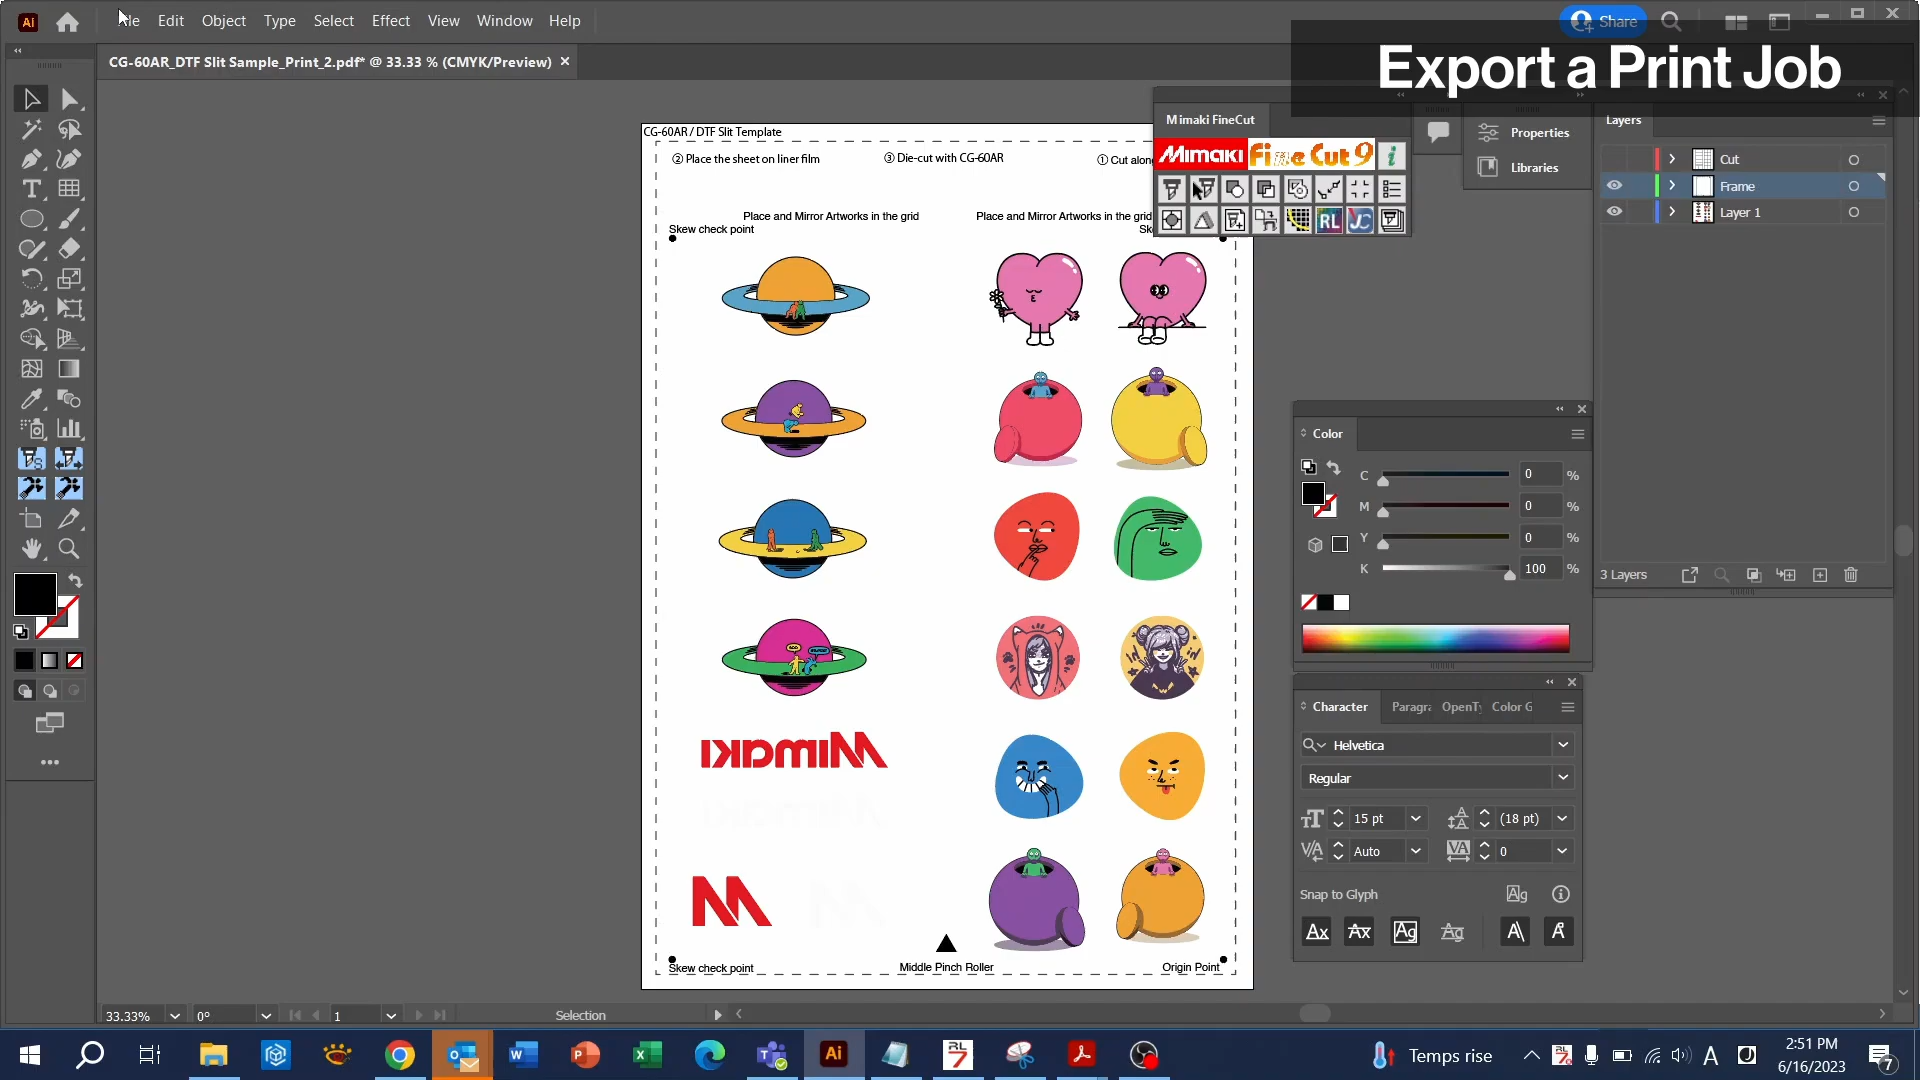 Ai
File Edit Object Type Select Effect View Window Help
Share
Export a Print Job
CG-60AR_DTF Slit Sample_Print_2.pdf* @ 33.33 % (CMYK/Preview)
Mimaki FineCut
Mimaki Fine Cut 9
i
RL
JC
Properties
Libraries
Layers
Cut
Frame
Layer 1
3 Layers
CG-60AR / DTF Slit Template
② Place the sheet on liner film
③ Die-cut with CG-60AR
① Cut along
Place and Mirror Artworks in the grid
Place and Mirror Artworks in the grid
Skew check point
Mimaki
Skew check point
Middle Pinch Roller
Origin Point
Color
C 0 %
M 0 %
Y 0 %
K 100 %
Character Paragra OpenTy Color G
Helvetica
Regular
15 pt
(18 pt)
Auto
0
Snap to Glyph
33.33%
0°
1
Selection
Temps rise
A
2:51 PM
6/16/2023
7